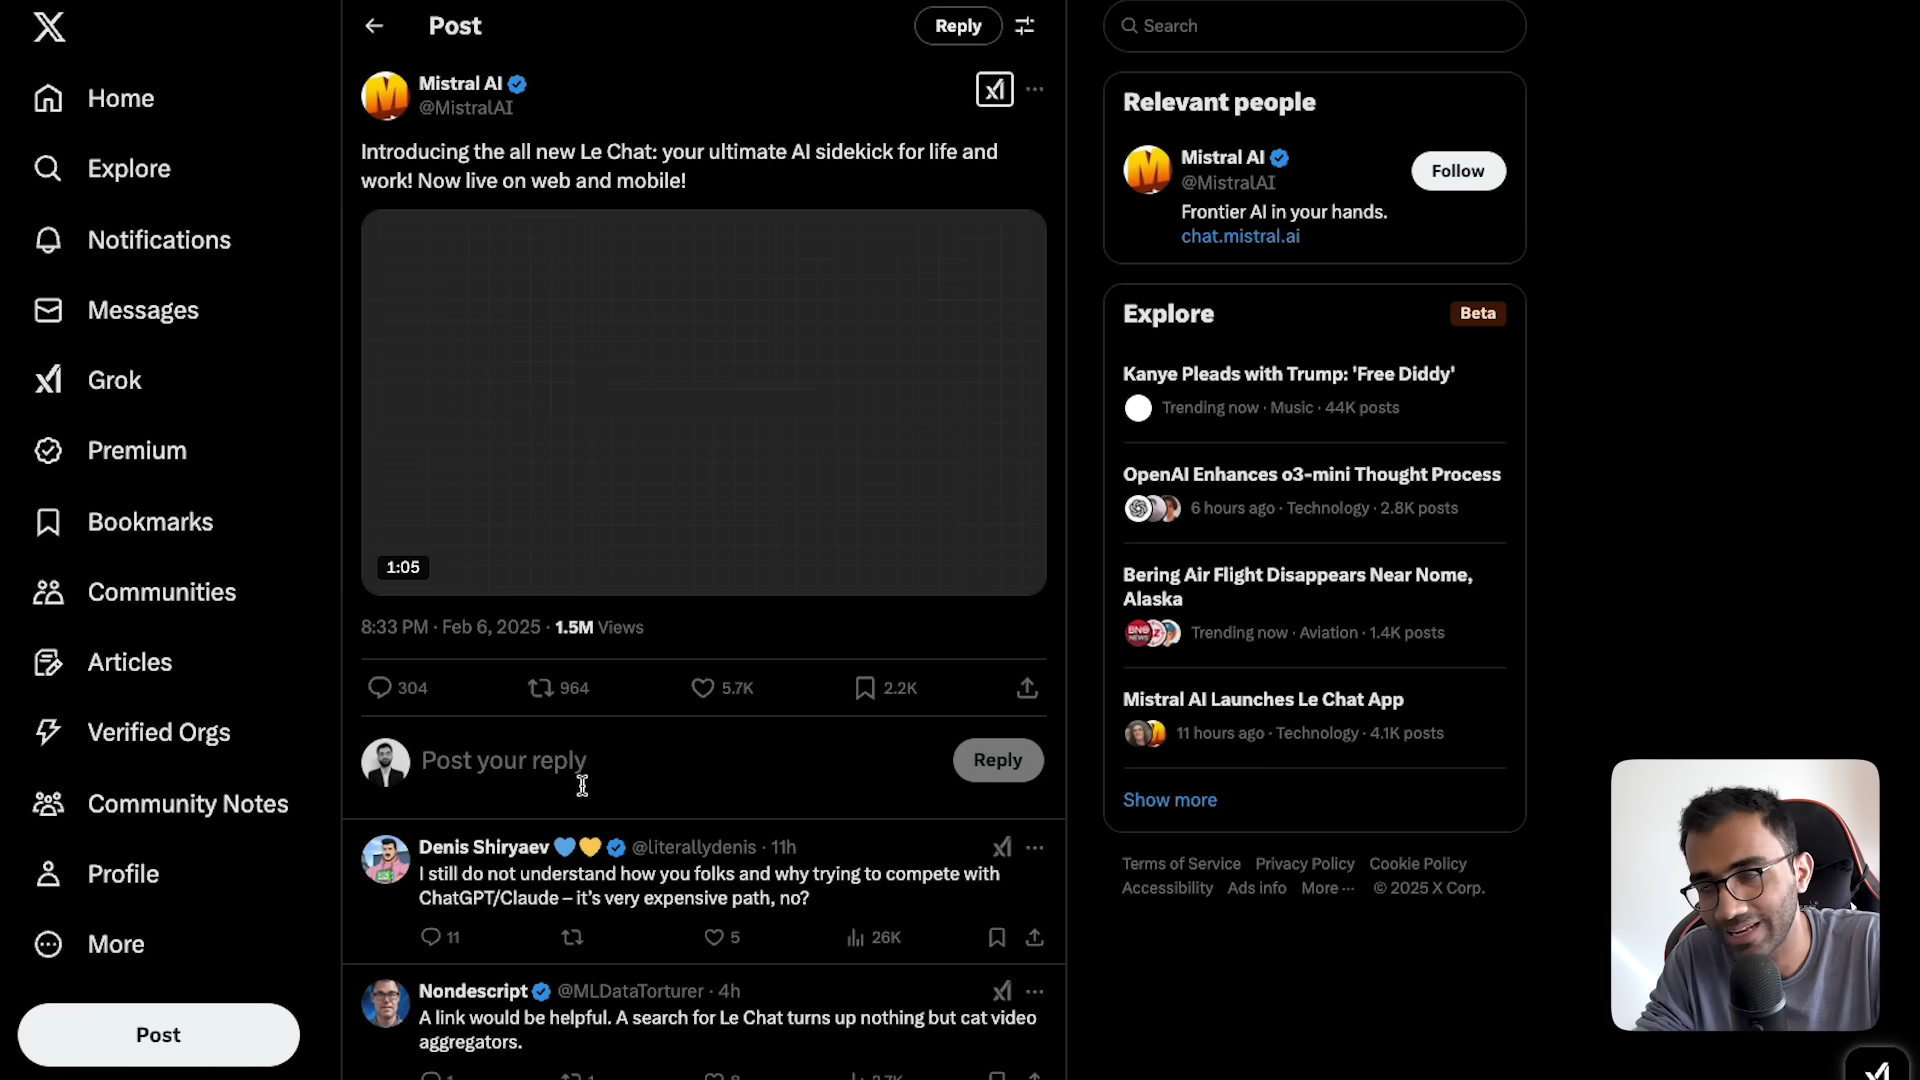 Home
Explore
Notifications
Messages
Grok
Premium
Bookmarks
Communities
Articles
Verified Orgs
Community Notes
Profile
More
Post
Post
Reply
Mistral AI
@MistralAI
Introducing the all new Le Chat: your ultimate AI sidekick for life and
work! Now live on web and mobile!
1:05
8:33 PM · Feb 6, 2025 · 1.5M Views
304 964 5.7K 2.2K
Post your reply
Reply
Denis Shiryaev @literallydenis · 11h
I still do not understand how you folks and why trying to compete with
ChatGPT/Claude – it's very expensive path, no?
11 5 26K
Nondescript @MLDataTorturer · 4h
A link would be helpful. A search for Le Chat turns up nothing but cat video
aggregators.
Search
Relevant people
Mistral AI
@MistralAI
Follow
Frontier AI in your hands.
chat.mistral.ai
Explore
Beta
Kanye Pleads with Trump: 'Free Diddy'
Trending now · Music · 44K posts
OpenAI Enhances o3-mini Thought Process
6 hours ago · Technology · 2.8K posts
Bering Air Flight Disappears Near Nome,
Alaska
Trending now · Aviation · 1.4K posts
Mistral AI Launches Le Chat App
11 hours ago · Technology · 4.1K posts
Show more
Terms of Service Privacy Policy Cookie Policy
Accessibility Ads info More ··· © 2025 X Corp.